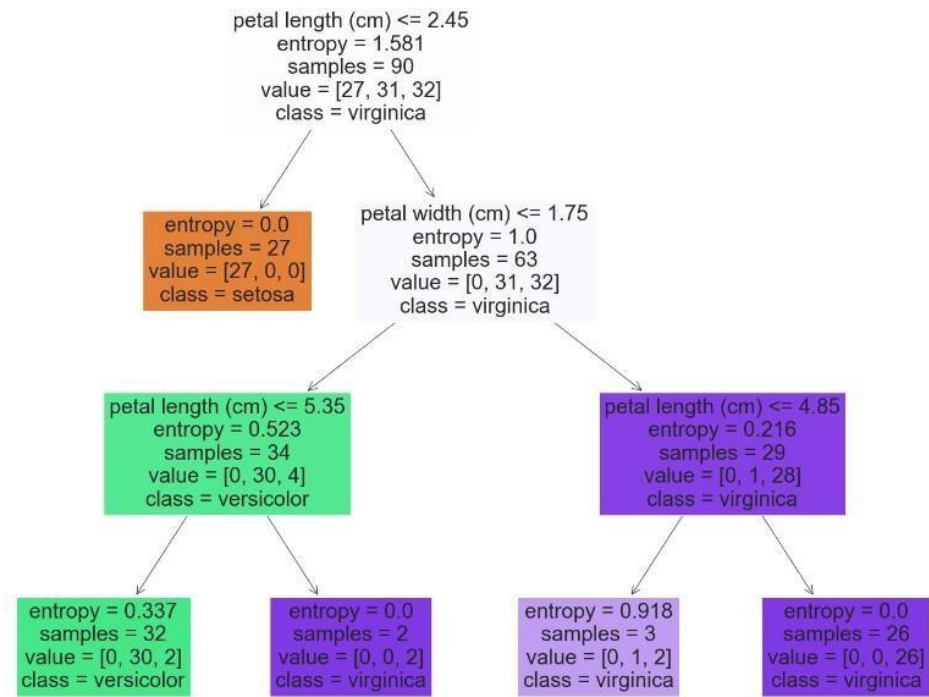 petal length (cm) <= 2.45
entropy = 1.581
samples = 90
value = [27, 31, 32]
class = virginica
entropy = 0.0
samples = 27
value = [27, 0, 0]
class = setosa
petal width (cm) <= 1.75
entropy = 1.0
samples = 63
value = [0, 31, 32]
class = virginica
petal length (cm) <= 5.35
entropy = 0.523
samples = 34
value = [0, 30, 4]
class = versicolor
petal length (cm) <= 4.85
entropy = 0.216
samples = 29
value = [0, 1, 28]
class = virginica
entropy = 0.337
samples = 32
value = [0, 30, 2]
class = versicolor
entropy = 0.0
samples = 2
value = [0, 0, 2]
class = virginica
entropy = 0.918
samples = 3
value = [0, 1, 2]
class = virginica
entropy = 0.0
samples = 26
value = [0, 0, 26]
class = virginica